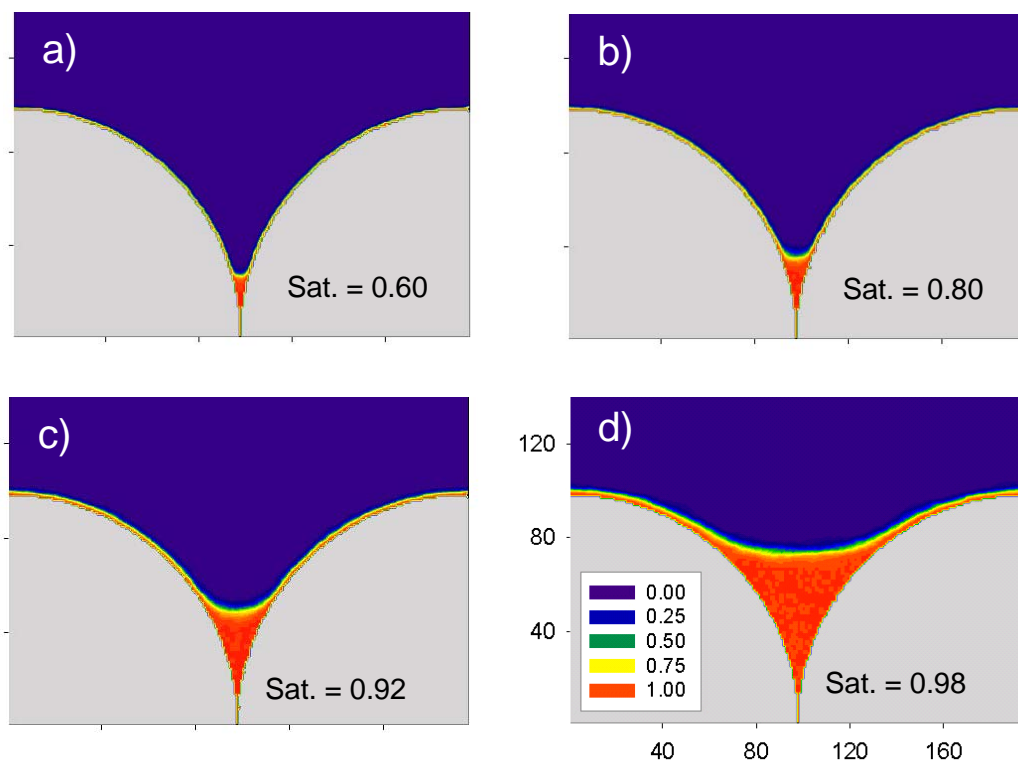 a)
Sat. = 0.60
b)
Sat. = 0.80
c)
Sat. = 0.92
d)
120
80
40
0.00
0.25
0.50
0.75
1.00
Sat. = 0.98
40 80 120 160